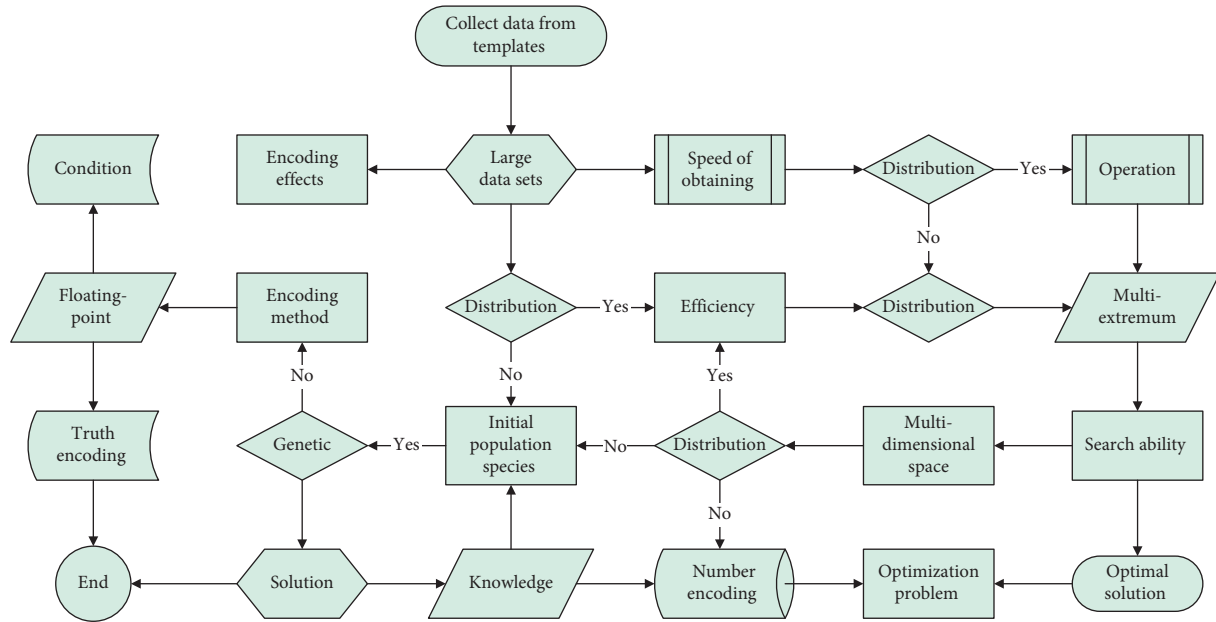 Collect data from
templates
Condition
Encoding
effects
Large
data sets
Speed of
obtaining
Distribution
Yes
Operation
No
Floating-
point
Encoding
method
Distribution
Yes
Efficiency
Distribution
Multi-
extremum
No
No
Yes
Truth
encoding
Genetic
Yes
Initial
population
species
No
Distribution
Multi-
dimensional
space
Search ability
No
End
Solution
Knowledge
Number
encoding
Optimization
problem
Optimal
solution